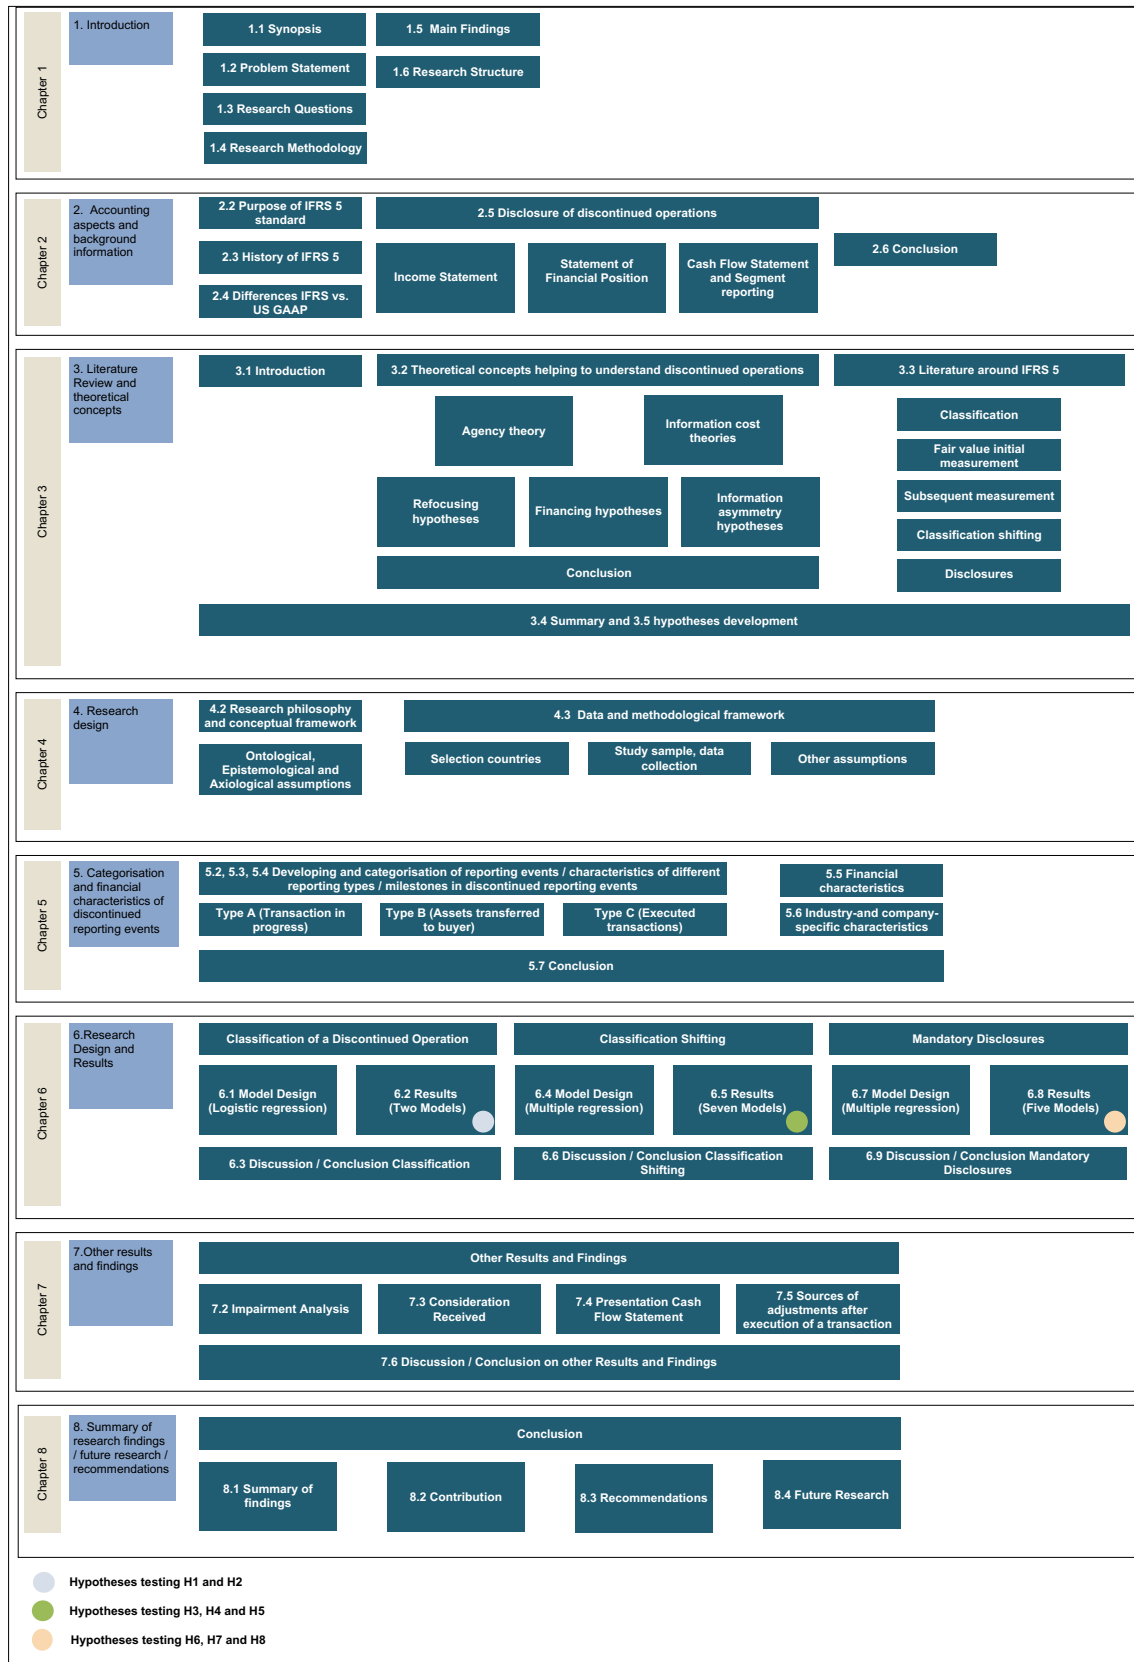 Chapter 1
1. Introduction
1.1 Synopsis
1.5 Main Findings
1.2 Problem Statement
1.6 Research Structure
1.3 Research Questions
1.4 Research Methodology
Chapter 2
2. Accounting
aspects and
background
information
2.2 Purpose of IFRS 5
standard
2.3 History of IFRS 5
2.4 Differences IFRS vs.
US GAAP
2.5 Disclosure of discontinued operations
Income Statement
Statement of
Financial Position
Cash Flow Statement
and Segment
reporting
2.6 Conclusion
Chapter 3
3. Literature
Review and
theoretical
concepts
3.1 Introduction
3.2 Theoretical concepts helping to understand discontinued operations
Agency theory
Information cost
theories
Refocusing
hypotheses
Financing hypotheses
Information
asymmetry
hypotheses
Conclusion
3.3 Literature around IFRS 5
Classification
Fair value initial
measurement
Subsequent measurement
Classification shifting
Disclosures
3.4 Summary and 3.5 hypotheses development
Chapter 4
4. Research
design
4.2 Research philosophy
and conceptual framework
Ontological,
Epistemological and
Axiological assumptions
4.3 Data and methodological framework
Selection countries
Study sample, data
collection
Other assumptions
Chapter 5
5. Categorisation
and financial
characteristics of
discontinued
reporting events
5.2, 5.3, 5.4 Developing and categorisation of reporting events / characteristics of different
reporting types / milestones in discontinued reporting events
Type A (Transaction in
progress)
Type B (Assets transferred
to buyer)
Type C (Executed
transactions)
5.5 Financial
characteristics
5.6 Industry-and company-
specific characteristics
5.7 Conclusion
Chapter 6
6.Research
Design and
Results
Classification of a Discontinued Operation
Classification Shifting
Mandatory Disclosures
6.1 Model Design
(Logistic regression)
6.2 Results
(Two Models)
6.4 Model Design
(Multiple regression)
6.5 Results
(Seven Models)
6.7 Model Design
(Multiple regression)
6.8 Results
(Five Models)
6.3 Discussion / Conclusion Classification
6.6 Discussion / Conclusion Classification
Shifting
6.9 Discussion / Conclusion Mandatory
Disclosures
Chapter 7
7.Other results
and findings
Other Results and Findings
7.2 Impairment Analysis
7.3 Consideration
Received
7.4 Presentation Cash
Flow Statement
7.5 Sources of
adjustments after
execution of a transaction
7.6 Discussion / Conclusion on other Results and Findings
Chapter 8
8. Summary of
research findings
/ future research /
recommendations
Conclusion
8.1 Summary of
findings
8.2 Contribution
8.3 Recommendations
8.4 Future Research
Hypotheses testing H1 and H2
Hypotheses testing H3, H4 and H5
Hypotheses testing H6, H7 and H8